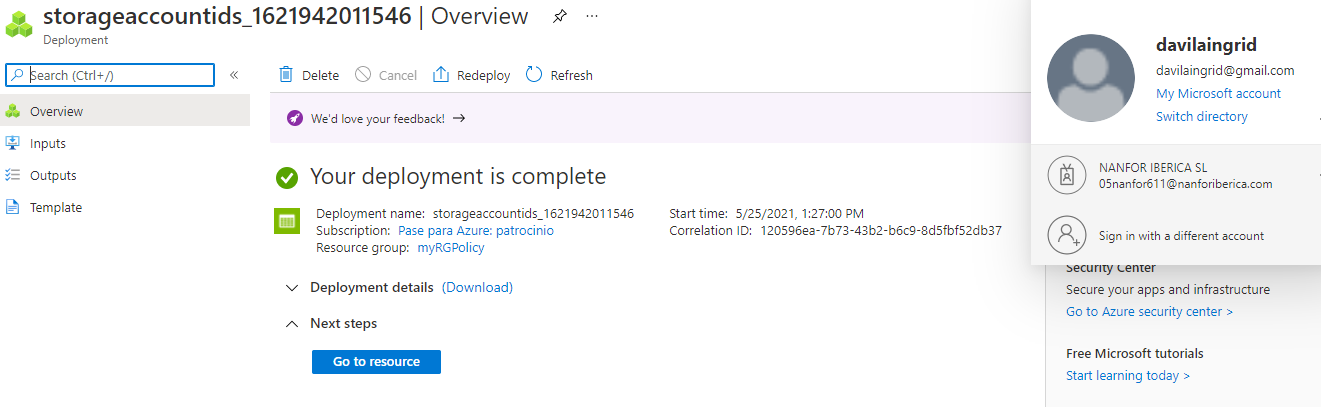 storageaccountids_1621942011546 | Overview
Deployment
Search (Ctrl+/)
Overview
Inputs
Outputs
Template
Delete
Cancel
Redeploy
Refresh
We'd love your feedback!
Your deployment is complete
Deployment name: storageaccountids_1621942011546
Subscription: Pase para Azure: patrocinio
Resource group: myRGPolicy
Start time: 5/25/2021, 1:27:00 PM
Correlation ID: 120596ea-7b73-43b2-b6c9-8d5fbf52db37
Deployment details (Download)
Next steps
Go to resource
davilaingrid
davilaingrid@gmail.com
My Microsoft account
Switch directory
NANFOR IBERICA SL
05nanfor611@nanforiberica.com
Sign in with a different account
Security Center
Secure your apps and infrastructure
Go to Azure security center >
Free Microsoft tutorials
Start learning today >